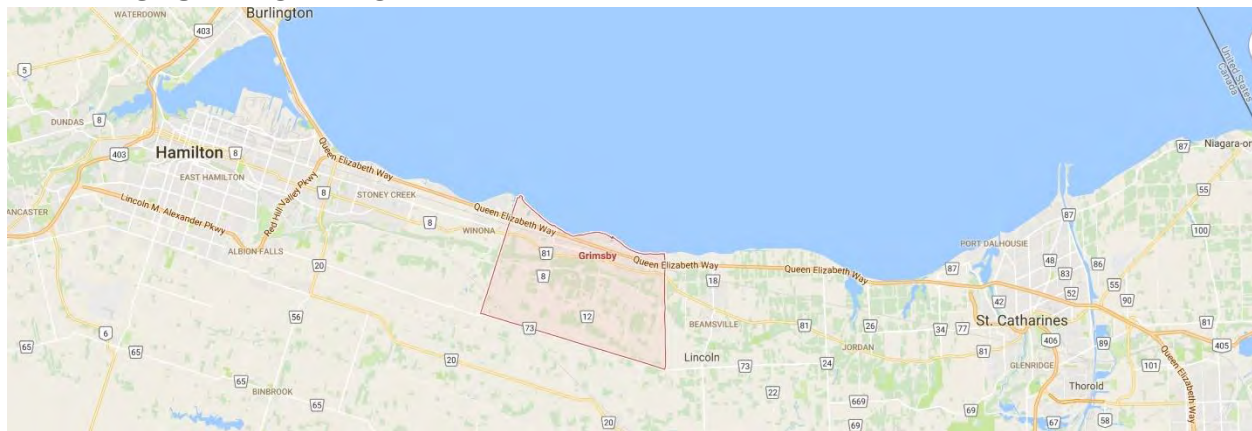 WATERDOWN
Burlington
403
5
DUNDAS
8
403
Hamilton
8
EAST HAMILTON
Queen Elizabeth Way
8
STONEY CREEK
Lincoln M. Alexander Pkwy
Red Hill Valley Pkwy
ANCASTER
ALBION FALLS
8
WINONA
Queen Elizabeth Way
81
Grimsby
8
Queen Elizabeth Way
18
Queen Elizabeth Way
20
56
6
65
65
65
BINBROOK
65
73
12
20
20
BEAMSVILLE
81
Lincoln
73
24
22
JORDAN
26
34
77
81
669
69
69
87
PORT DALHOUSIE
87
48
83
86
52
42
55
90
St. Catharines
406
89
GLENRIDGE
Thorold
101
67
58
81
405
Queen Elizabeth Way
100
55
87
Niagara-on
United States
Canada